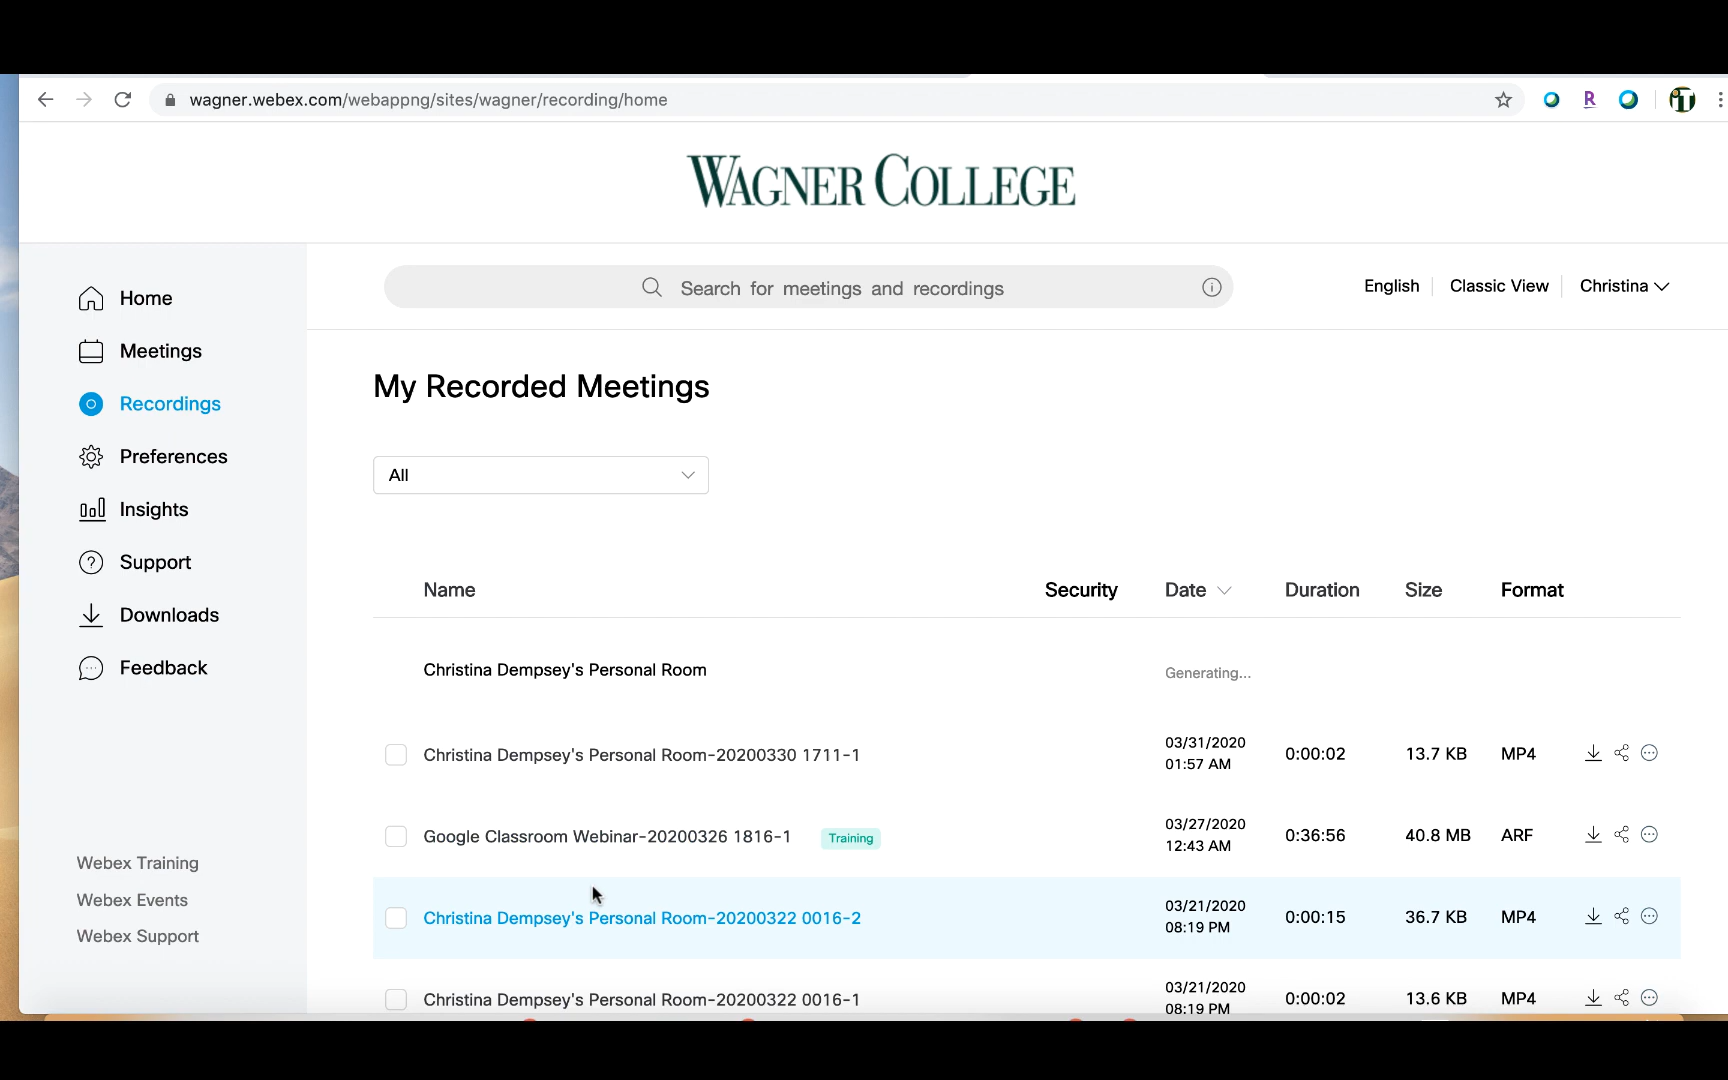 wagner.webex.com/webappng/sites/wagner/recording/home
WAGNER COLLEGE
Search for meetings and recordings
English
Classic View
Christina
Home
Meetings
Recordings
Preferences
Insights
Support
Downloads
Feedback
Webex Training
Webex Events
Webex Support
My Recorded Meetings
All
Name Security Date Duration Size Format
Christina Dempsey's Personal Room Generating...
Christina Dempsey's Personal Room-20200330 1711-1 03/31/2020 01:57 AM 0:00:02 13.7 KB MP4
Google Classroom Webinar-20200326 1816-1 Training 03/27/2020 12:43 AM 0:36:56 40.8 MB ARF
Christina Dempsey's Personal Room-20200322 0016-2 03/21/2020 08:19 PM 0:00:15 36.7 KB MP4
Christina Dempsey's Personal Room-20200322 0016-1 03/21/2020 08:19 PM 0:00:02 13.6 KB MP4